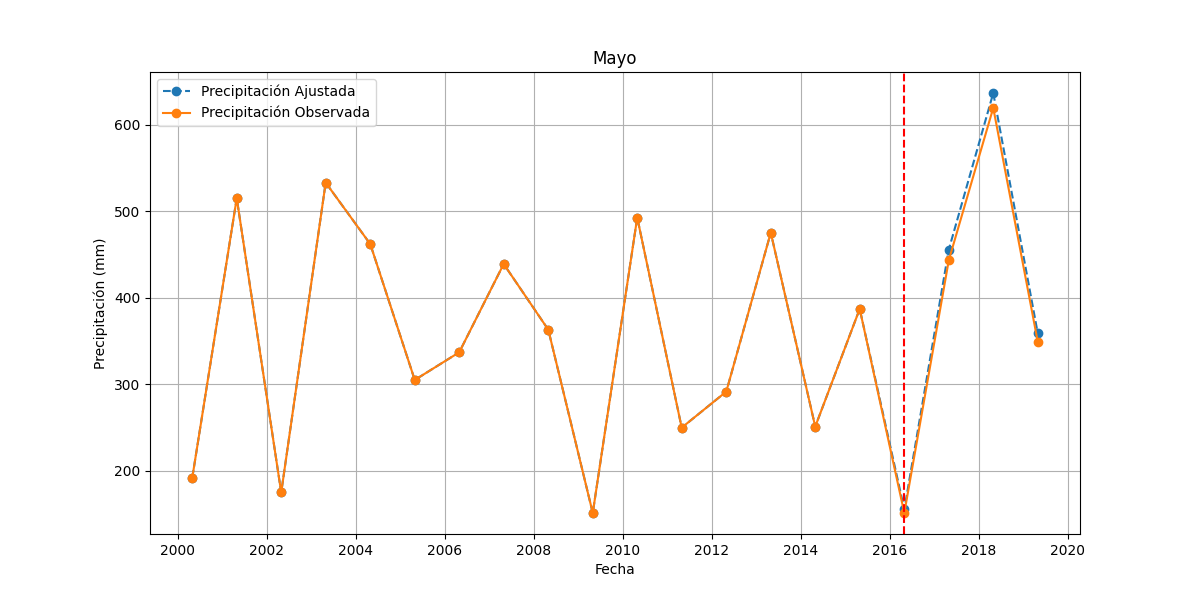 Mayo
Precipitación Ajustada
Precipitación Observada
Precipitación (mm)
600
500
400
300
200
2000 2002 2004 2006 2008 2010 2012 2014 2016 2018 2020
Fecha